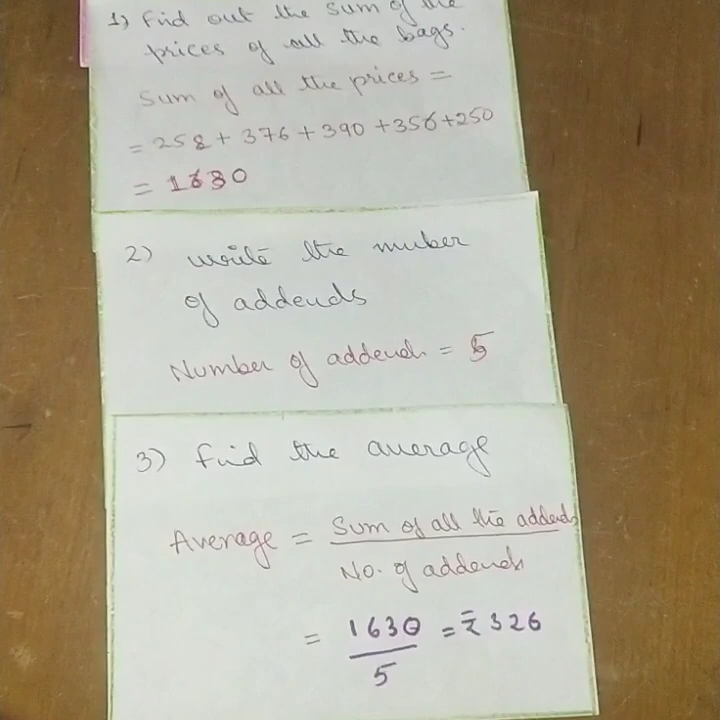 1) Find out the sum of the
prices of all the bags.
Sum of all the prices =
= 258 + 376 + 390 + 356 + 250
= 1630
2) write the muber
of addends
Number of addends = 5
3) Find the average
Average = Sum of all the addends
No. of addends
= 1630 = ₹ 326
5